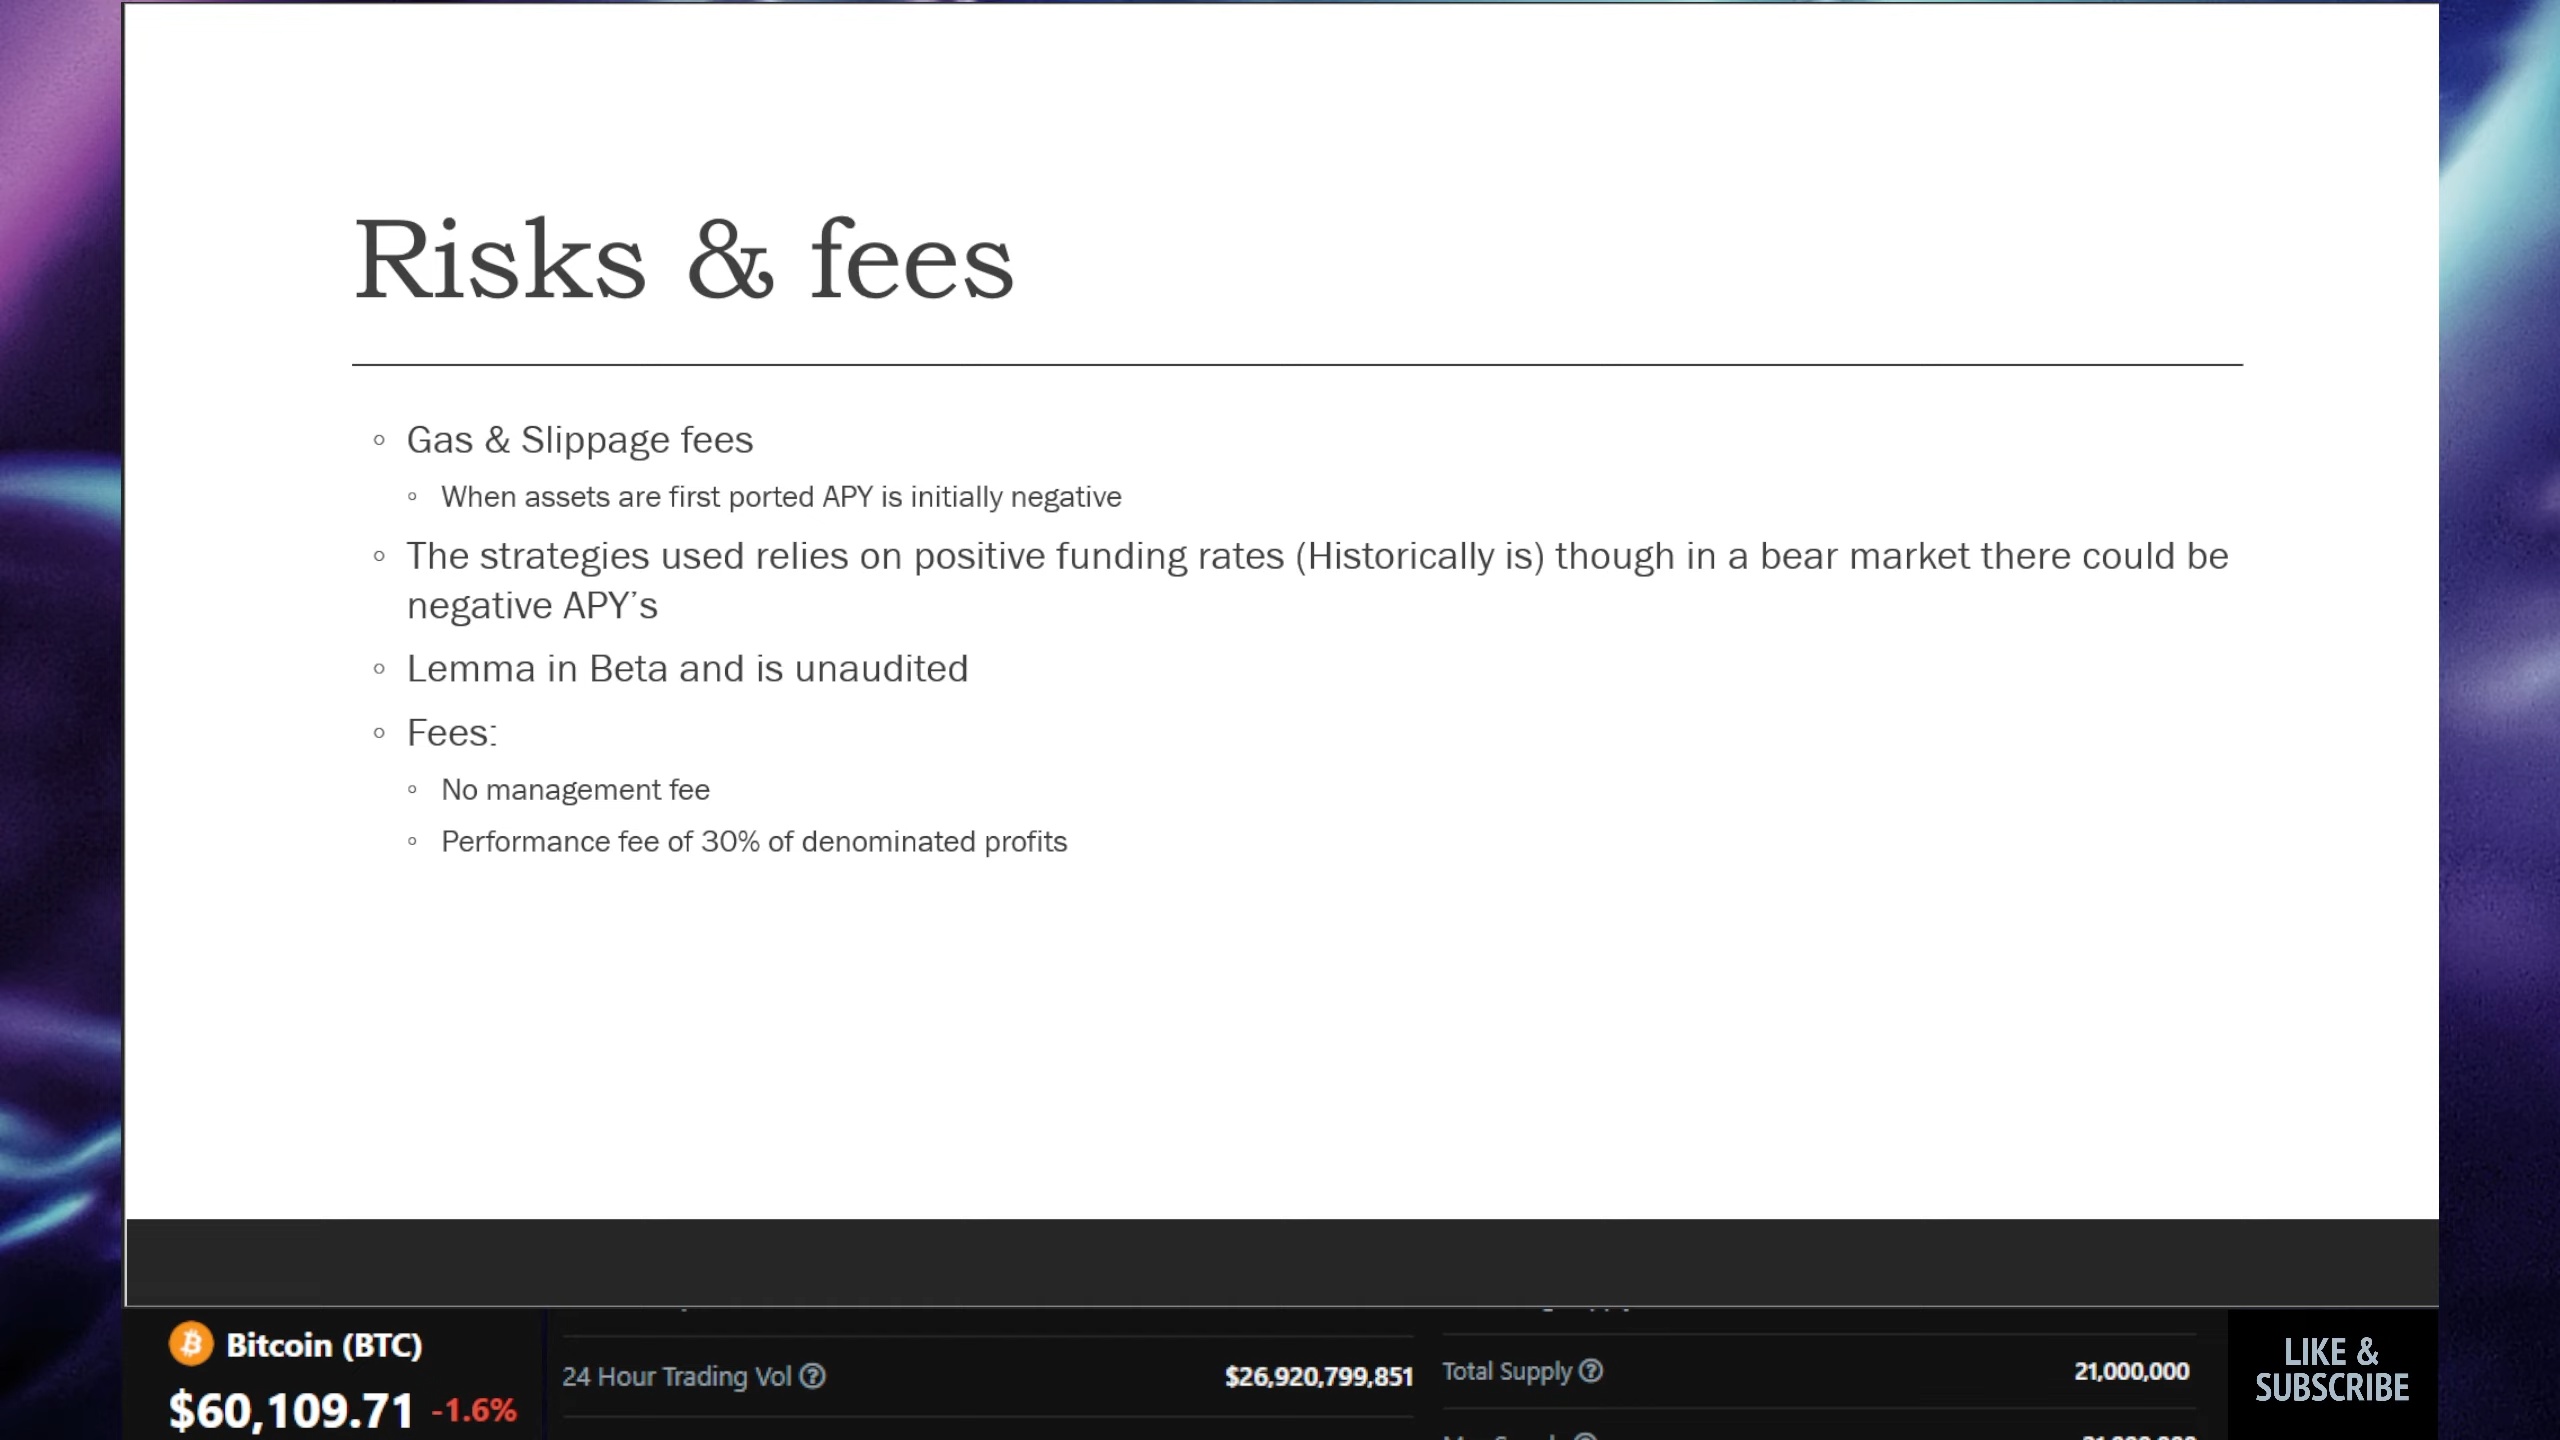 Risks & fees
◦ Gas & Slippage fees
◦ When assets are first ported APY is initially negative
◦ The strategies used relies on positive funding rates (Historically is) though in a bear market there could be
negative APY's
◦ Lemma in Beta and is unaudited
◦ Fees:
◦ No management fee
◦ Performance fee of 30% of denominated profits
Bitcoin (BTC)
$60,109.71 -1.6%
24 Hour Trading Vol $26,920,799,851
Total Supply 21,000,000
LIKE &
SUBSCRIBE